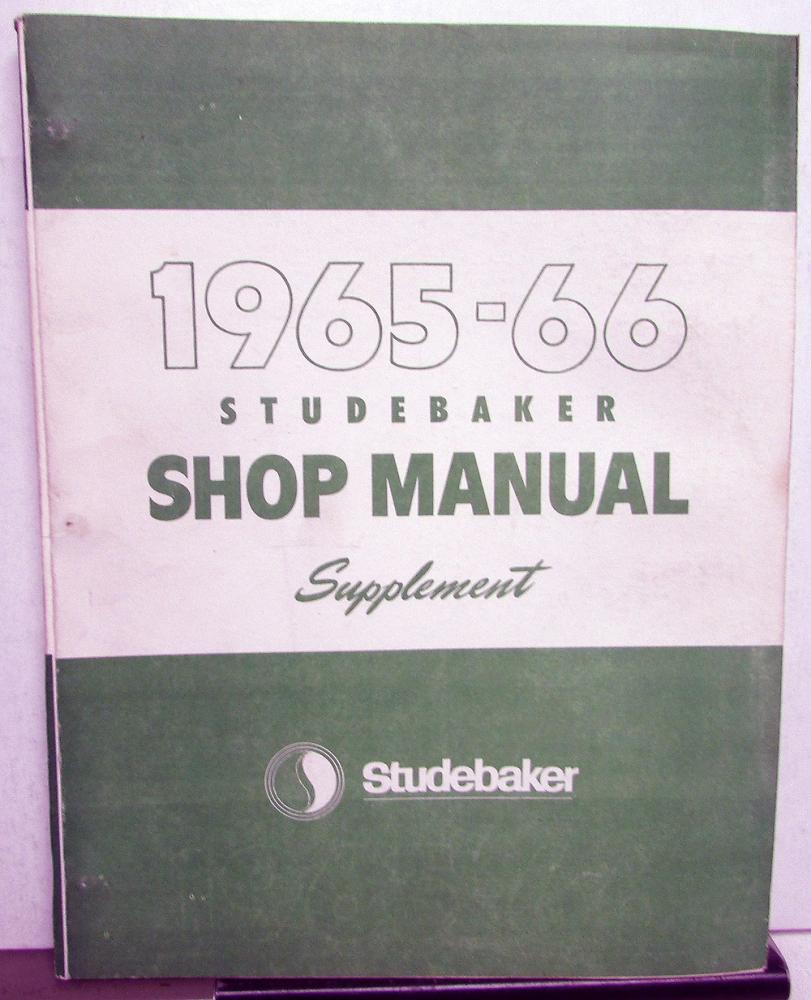 1965-66
STUDEBAKER
SHOP MANUAL
Supplement
Studebaker